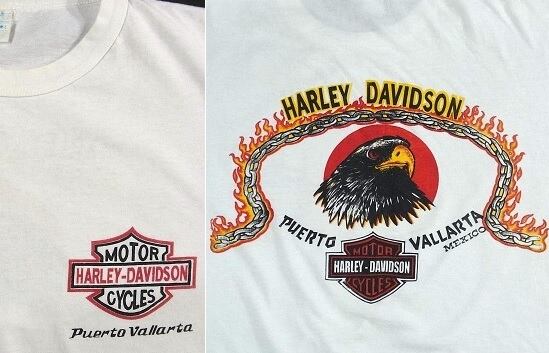 MOTOR
HARLEY-DAVIDSON
CYCLES
Puerto Vallarta
HARLEY DAVIDSON
PUERTO VALLARTA
MEXICO
MOTOR
HARLEY-DAVIDSON
CYCLES